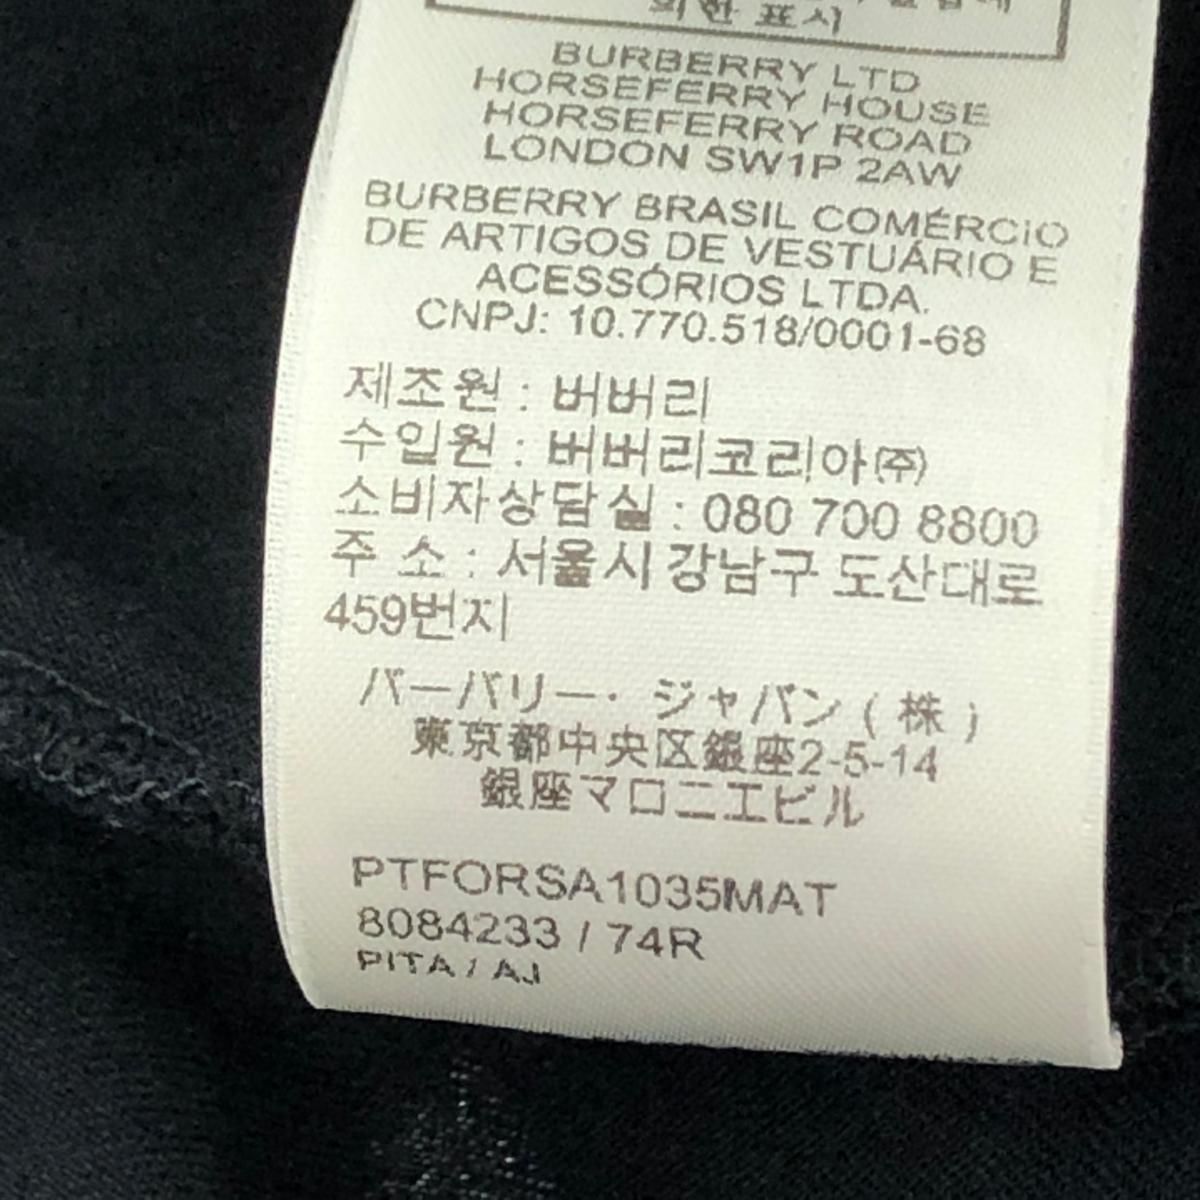 의한 표시
BURBERRY LTD
HORSEFERRY HOUSE
HORSEFERRY ROAD
LONDON SW1P 2AW
BURBERRY BRASIL COMÉRCIO
DE ARTIGOS DE VESTUÁRIO E
ACESSÓRIOS LTDA.
CNPJ: 10.770.518/0001-68
제조원 : 버버리
수입원 : 버버리코리아㈜
소비자상담실 : 080 700 8800
주 소 : 서울시 강남구 도산대로
459번지
バーバリー・ジャパン ( 株 )
東京都中央区銀座2-5-14
銀座マロニエビル
PTFORSA1035MAT
8084233 / 74R
PITA / AJ